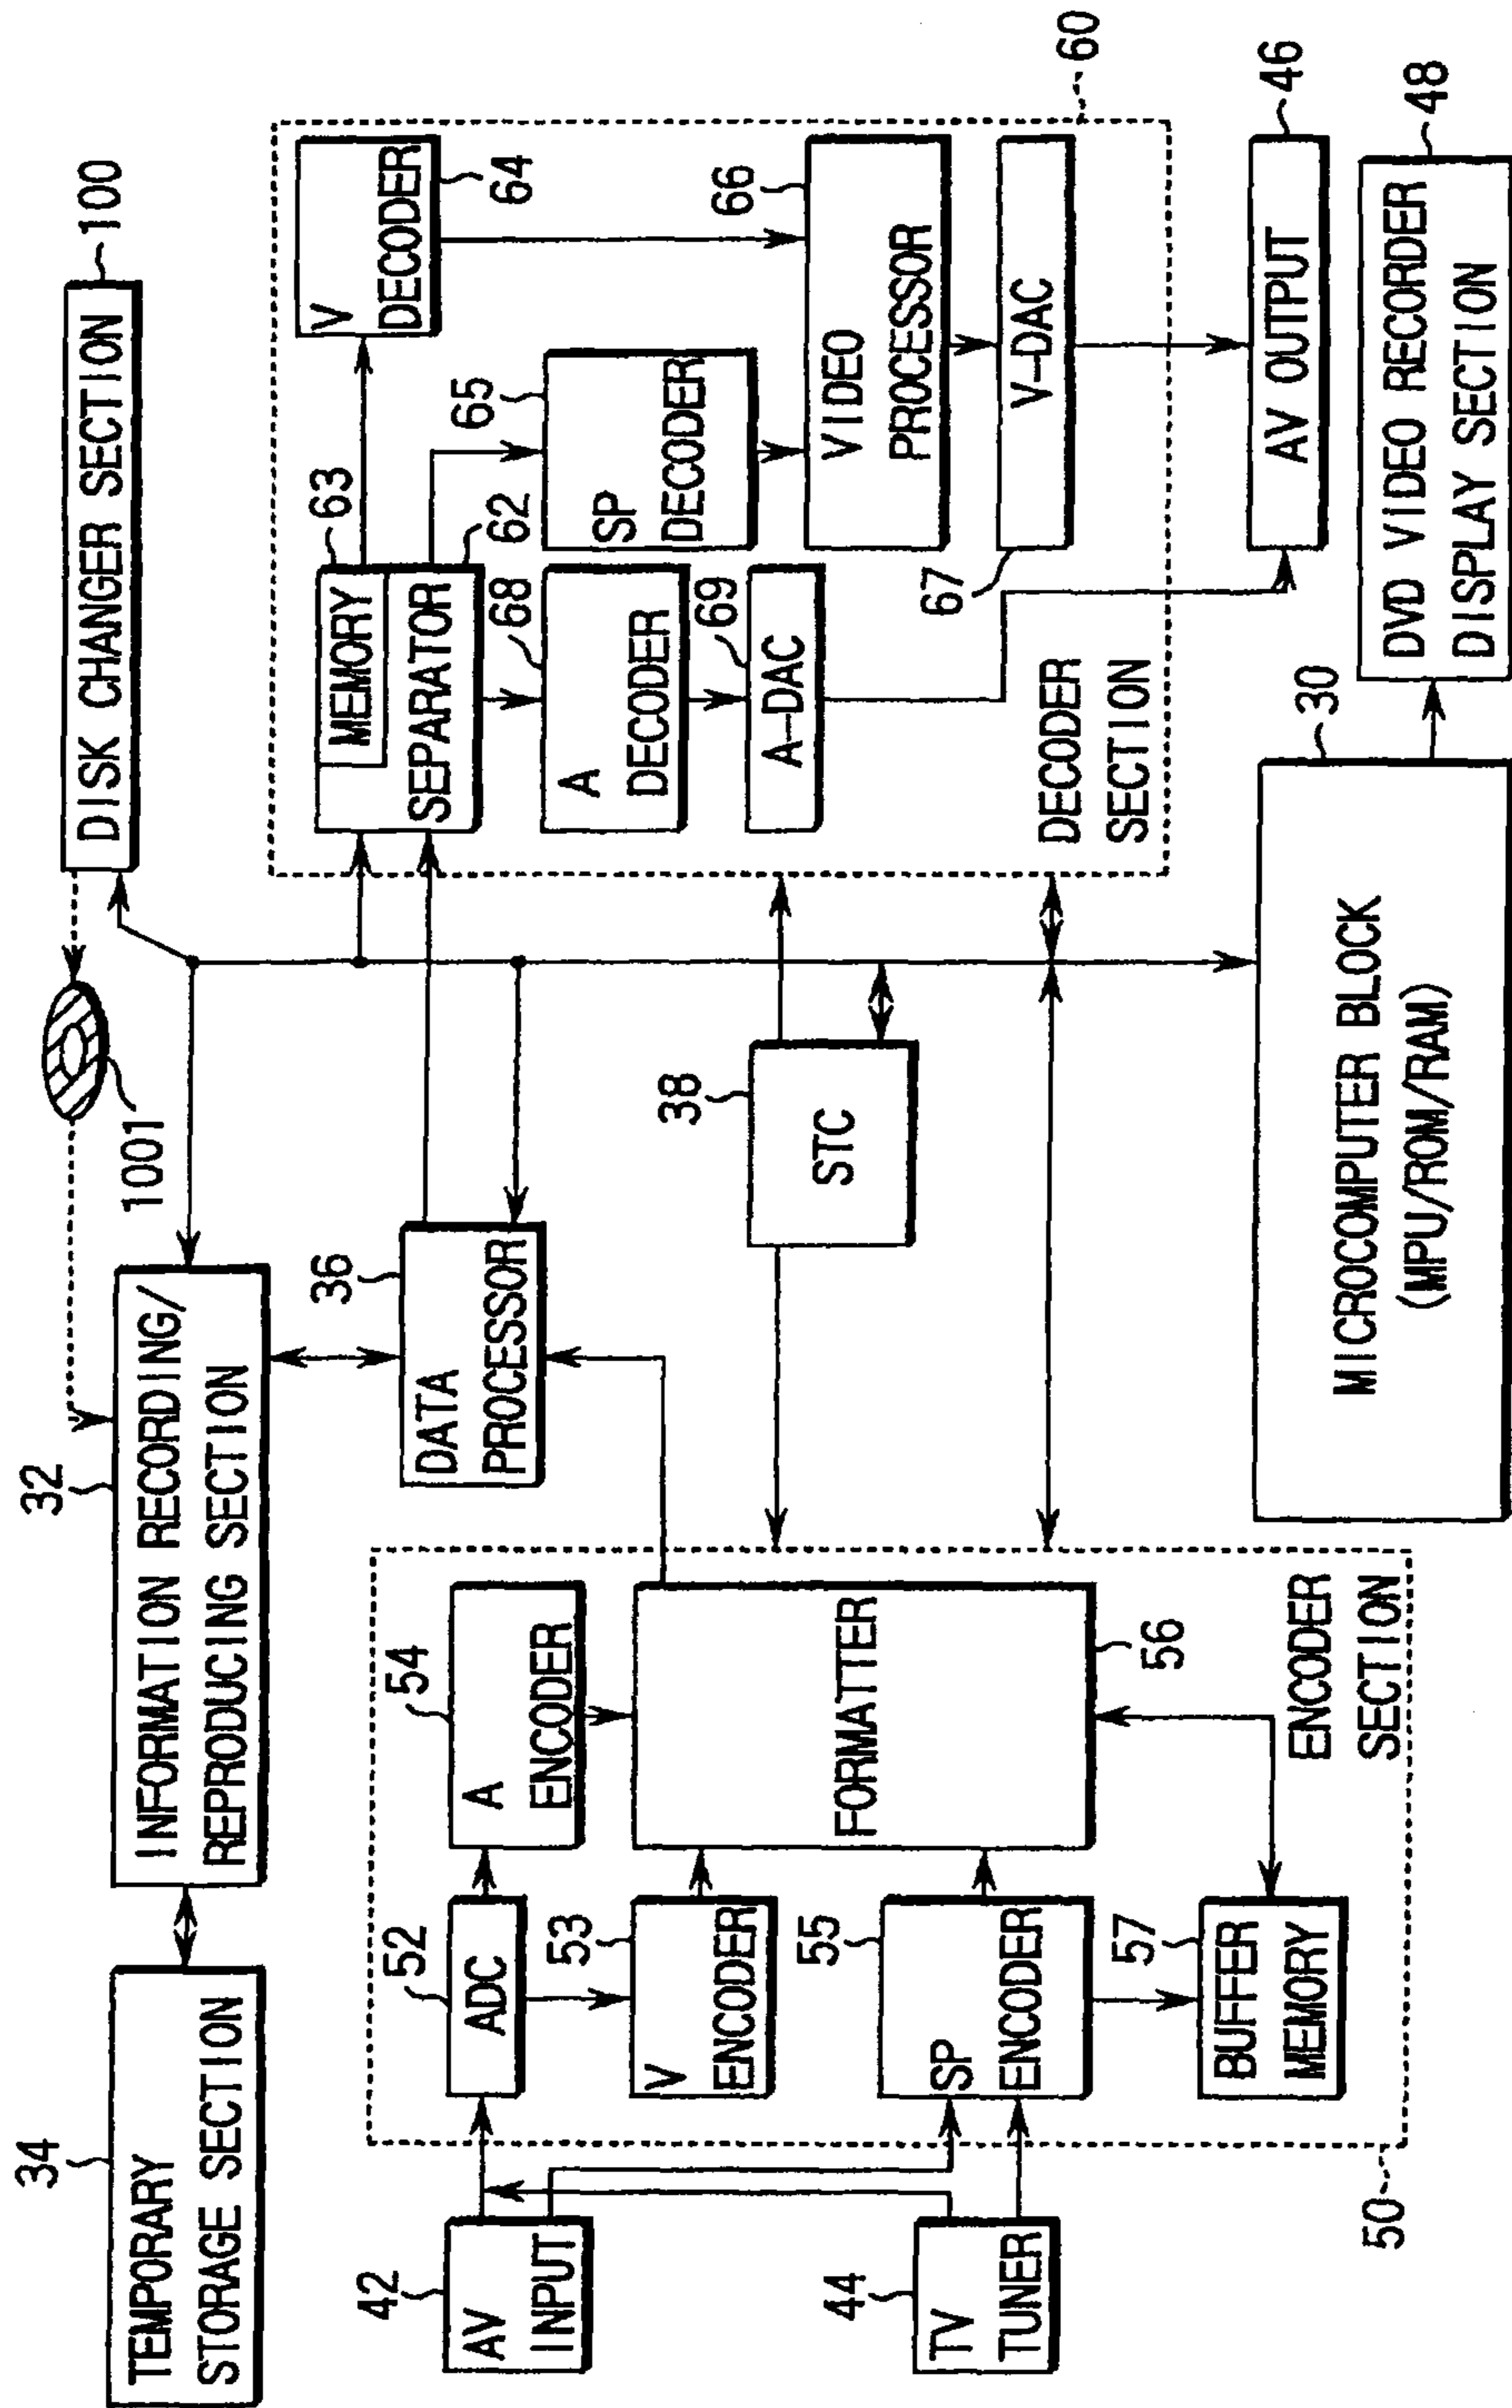 34
TEMPORARY
STORAGE SECTION
32
INFORMATION RECORDING/
REPRODUCING SECTION
1001
DISK CHANGER SECTION
100
36
DATA
PROCESSOR
38
STC
42
AV
INPUT
44
TV
TUNER
50
52
ADC
54
A
ENCODER
53
V
ENCODER
55
SP
ENCODER
57
BUFFER
MEMORY
FORMATTER
56
ENCODER
SECTION
63
MEMORY
SEPARATOR
62
V
DECODER
64
65
SP
DECODER
68
A
DECODER
69
A-DAC
66
VIDEO
PROCESSOR
67
V-DAC
DECODER
SECTION
60
AV OUTPUT
46
30
MICROCOMPUTER BLOCK
(MPU/ROM/RAM)
DVD VIDEO RECORDER
DISPLAY SECTION
48